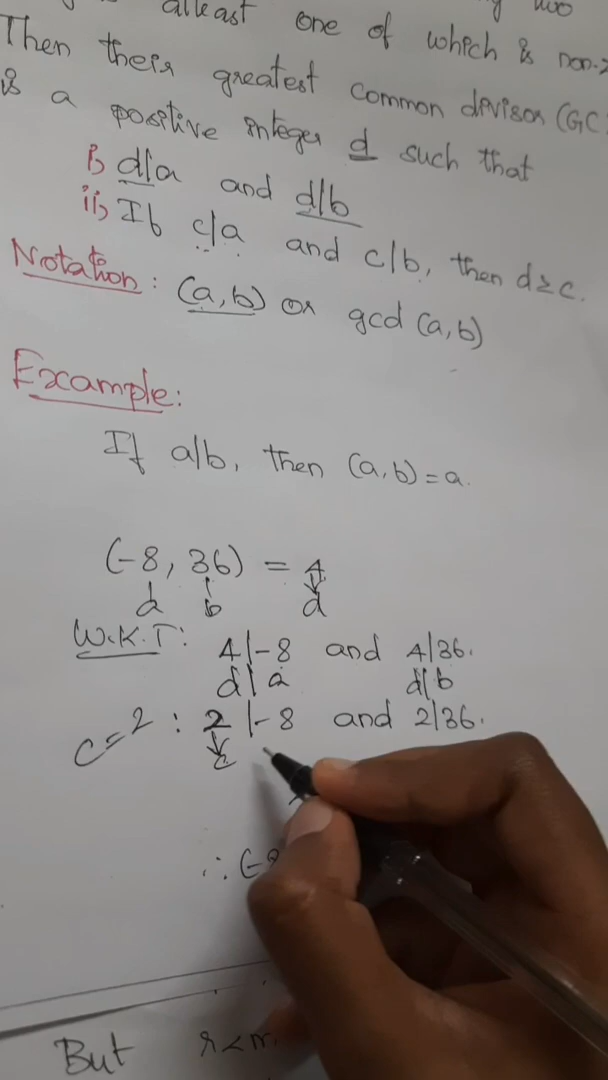 atleast one of which is non-
Then their greatest common devisor (GC
is a positive integer d such that
i) d|a and d|b
ii) If c|a and c|b, then d≥c.
Notation: (a,b) or gcd (a,b)
Example:
If a|b, then (a,b)=a.
(-8, 36) = 4
a b d
W.K.T: 4|-8 and 4|36.
d|a d|b
c=2 : 2|-8 and 2|36.
c
∴ (-8
But r<m